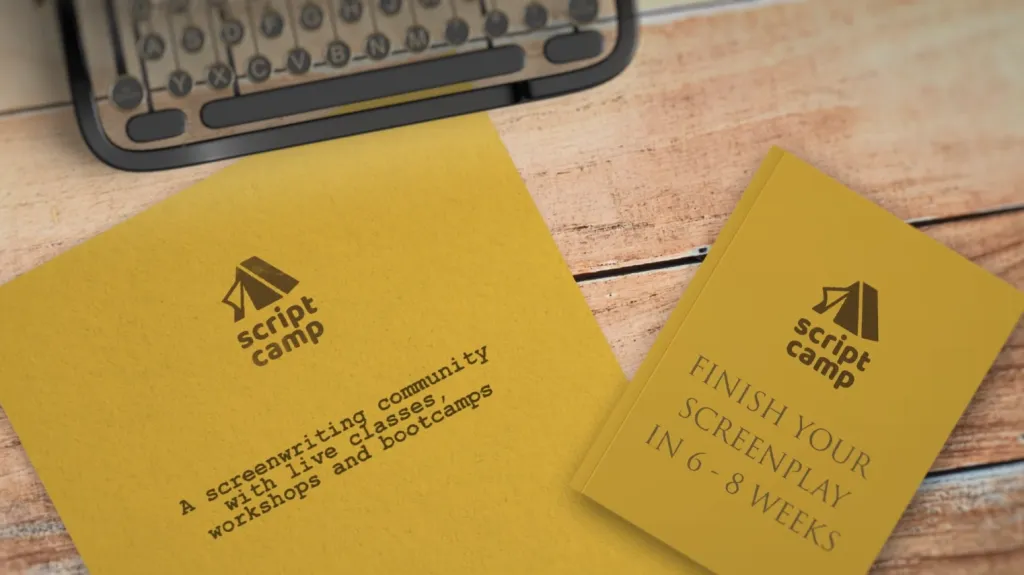 Y X C V B N M
script
camp
A screenwriting community
with live classes,
workshops and bootcamps
script
camp
FINISH YOUR
SCREENPLAY
IN 6 - 8 WEEKS